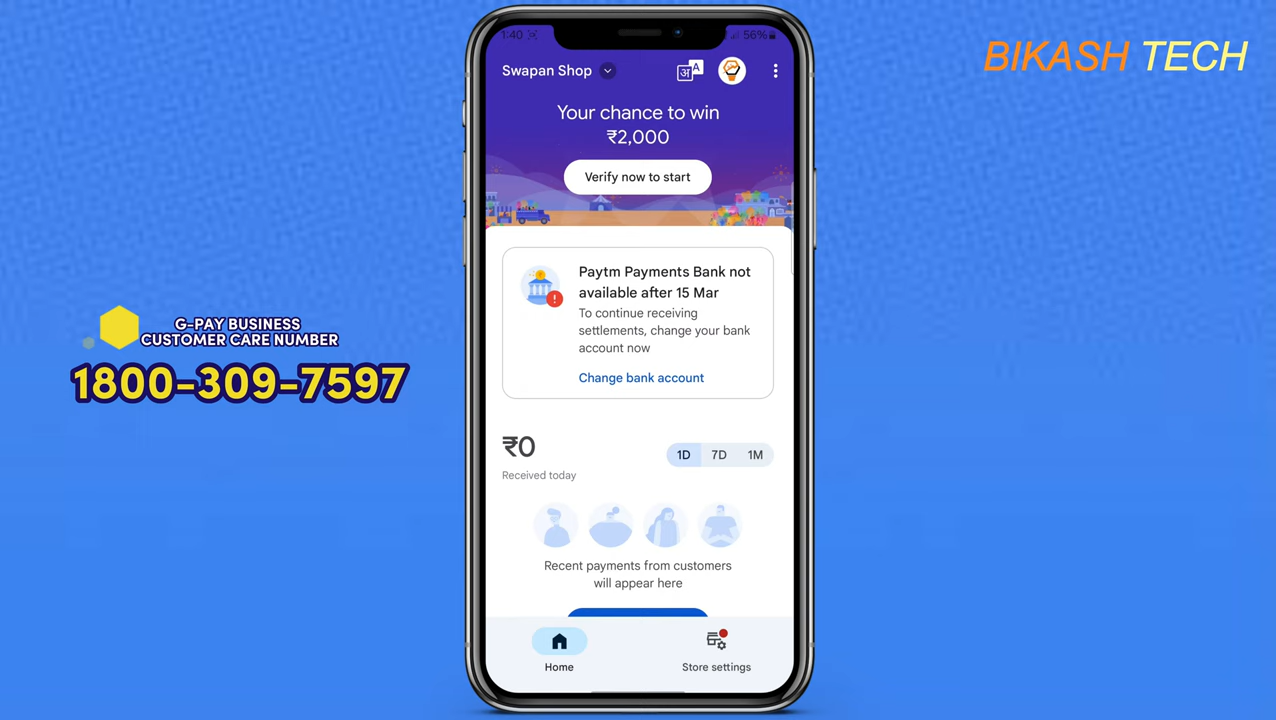 1:40
56%
BIKASH TECH
Swapan Shop
अ A
Your chance to win
₹2,000
Verify now to start
Paytm Payments Bank not
available after 15 Mar
To continue receiving
settlements, change your bank
account now
Change bank account
G-PAY BUSINESS
CUSTOMER CARE NUMBER
1800-309-7597
₹0
1D 7D 1M
Received today
Recent payments from customers
will appear here
Home
Store settings